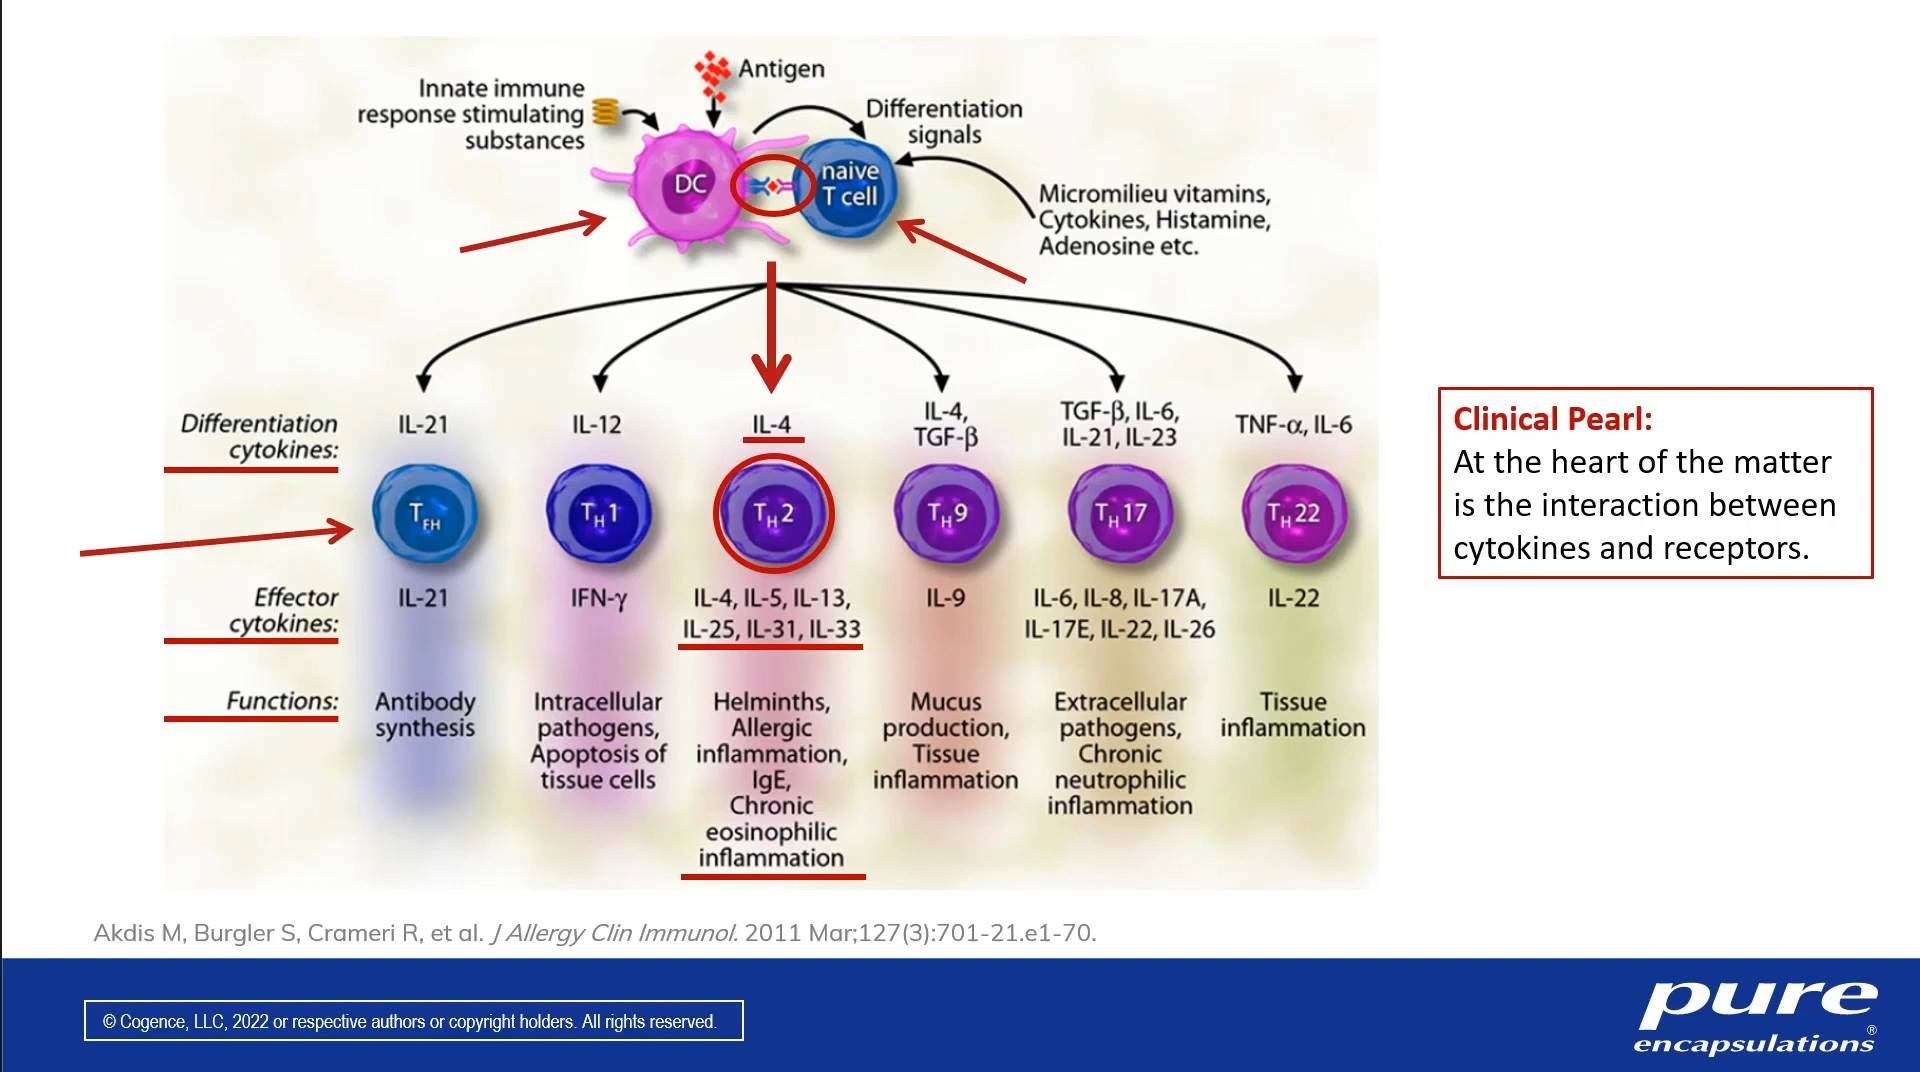 Antigen
Innate immune
response stimulating
substances
Differentiation
signals
DC
naive
T cell
Micromilieu vitamins,
Cytokines, Histamine,
Adenosine etc.
Differentiation
cytokines:
IL-21
IL-12
IL-4
IL-4,
TGF-β
TGF-β, IL-6,
IL-21, IL-23
TNF-α, IL-6
TFH
TH1
TH2
TH9
TH17
TH22
Effector
cytokines:
IL-21
IFN-γ
IL-4, IL-5, IL-13,
IL-25, IL-31, IL-33
IL-9
IL-6, IL-8, IL-17A,
IL-17E, IL-22, IL-26
IL-22
Functions:
Antibody
synthesis
Intracellular
pathogens,
Apoptosis of
tissue cells
Helminths,
Allergic
inflammation,
IgE,
Chronic
eosinophilic
inflammation
Mucus
production,
Tissue
inflammation
Extracellular
pathogens,
Chronic
neutrophilic
inflammation
Tissue
inflammation
Clinical Pearl:
At the heart of the matter
is the interaction between
cytokines and receptors.
Akdis M, Burgler S, Crameri R, et al. J Allergy Clin Immunol. 2011 Mar;127(3):701-21.e1-70.
© Cogence, LLC, 2022 or respective authors or copyright holders. All rights reserved.
pure
encapsulations®